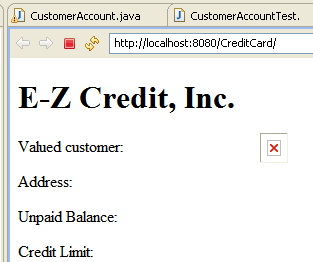 CustomerAccount.java
CustomerAccountTest.
http://localhost:8080/CreditCard/
E-Z Credit, Inc.
Valued customer:
Address:
Unpaid Balance:
Credit Limit: